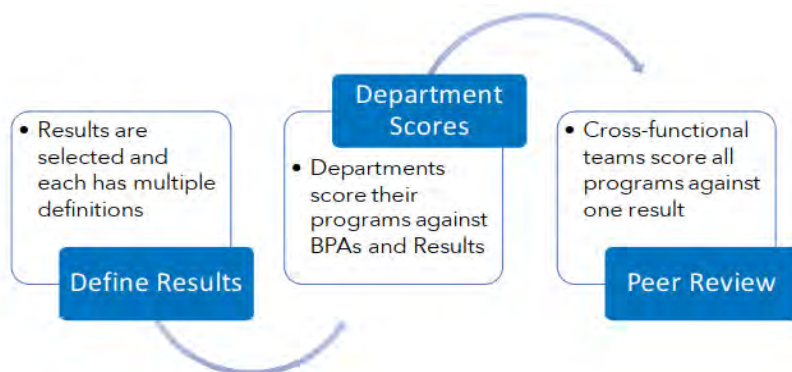 • Results are
selected and
each has multiple
definitions
Define Results
Department
Scores
• Departments
score their
programs against
BPAs and Results
• Cross-functional
teams score all
programs against
one result
Peer Review